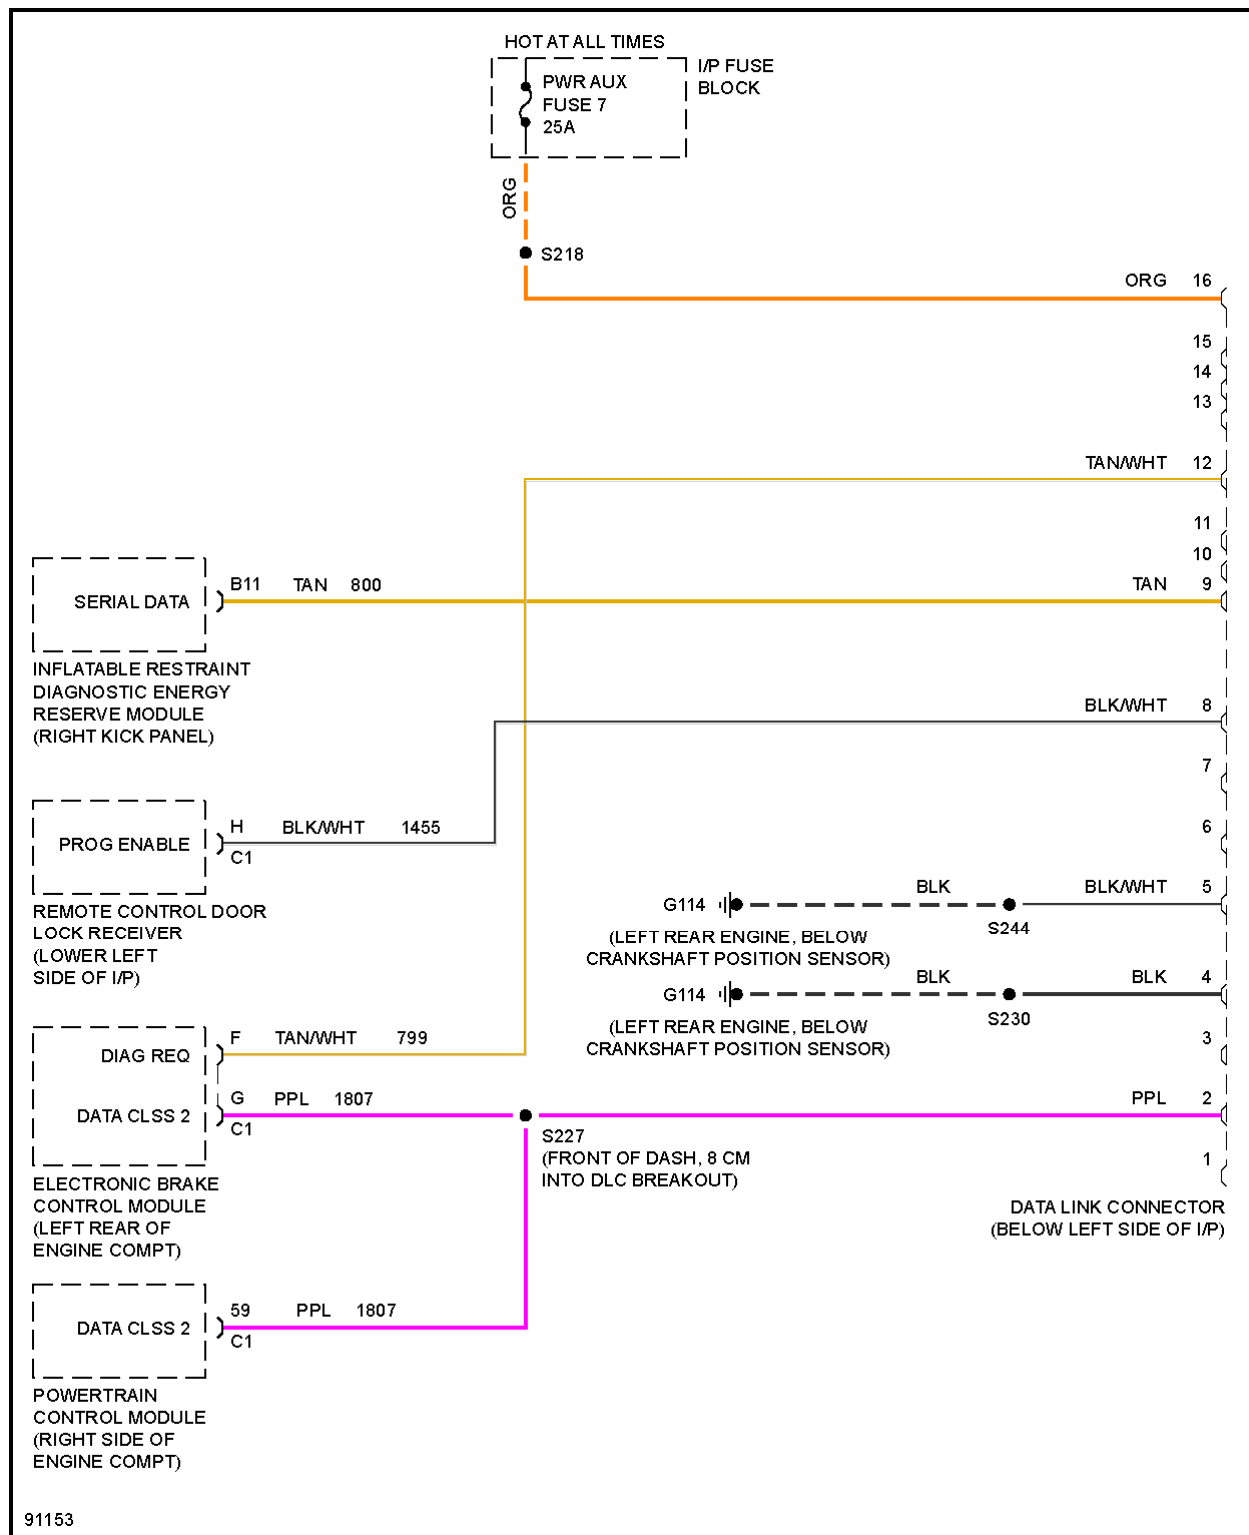 HOT AT ALL TIMES
PWR AUX
FUSE 7
25A
I/P FUSE
BLOCK
ORG
S218
ORG 16
15
14
13
TAN/WHT 12
11
10
B11 TAN 800
TAN 9
SERIAL DATA
INFLATABLE RESTRAINT
DIAGNOSTIC ENERGY
RESERVE MODULE
(RIGHT KICK PANEL)
BLK/WHT 8
7
H BLK/WHT 1455
PROG ENABLE
C1
6
REMOTE CONTROL DOOR
LOCK RECEIVER
(LOWER LEFT
SIDE OF I/P)
BLK BLK/WHT 5
G114
S244
(LEFT REAR ENGINE, BELOW
CRANKSHAFT POSITION SENSOR)
BLK BLK 4
G114
S230
(LEFT REAR ENGINE, BELOW
CRANKSHAFT POSITION SENSOR)
3
F TAN/WHT 799
DIAG REQ
G PPL 1807
PPL 2
DATA CLSS 2
C1
S227
(FRONT OF DASH, 8 CM
INTO DLC BREAKOUT)
1
ELECTRONIC BRAKE
CONTROL MODULE
(LEFT REAR OF
ENGINE COMPT)
DATA LINK CONNECTOR
(BELOW LEFT SIDE OF I/P)
59 PPL 1807
DATA CLSS 2
C1
POWERTRAIN
CONTROL MODULE
(RIGHT SIDE OF
ENGINE COMPT)
91153